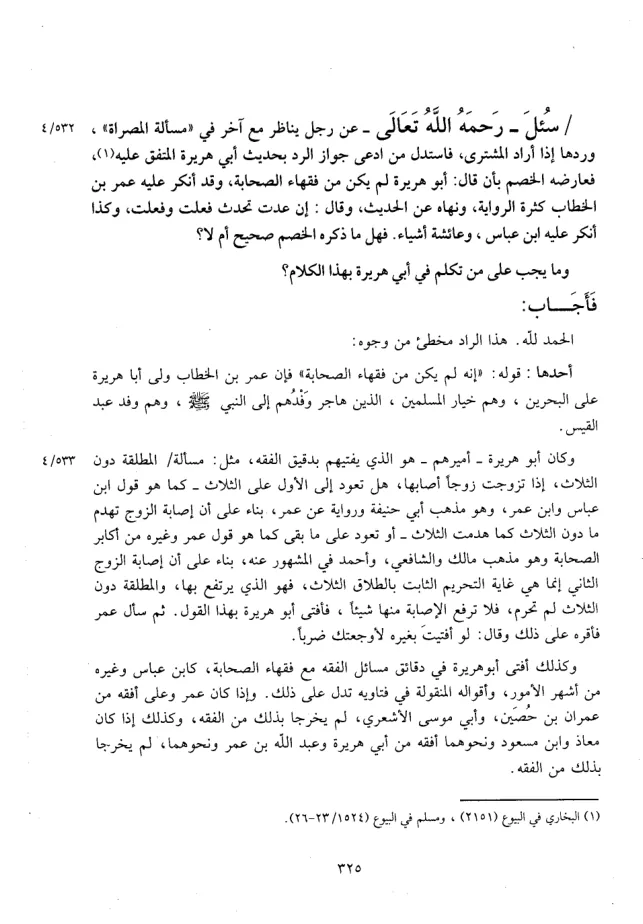 / سُئلَ ـ رَحمَهُ اللَّهُ تَعَالَى ـ عن رجل يناظر مع آخر في «مسألة المصراة» ، ٤/٥٣٢
وردها إذا أراد المشترى، فاستدل من ادعى جواز الرد بحديث أبي هريرة المتفق عليه(١)،
فعارضه الخصم بأن قال: أبو هريرة لم يكن من فقهاء الصحابة، وقد أنكر عليه عمر بن
الخطاب كثرة الرواية، ونهاه عن الحديث، وقال : إن عدت تحدث فعلت وفعلت، وكذا
أنكر عليه ابن عباس ، وعائشة أشياء. فهل ما ذكره الخصم صحيح أم لا؟
وما يجب على من تكلم في أبي هريرة بهذا الكلام؟
فَأَجَـــاب:
الحمد لله. هذا الراد مخطئ من وجوه:
أحدها : قوله: «إنه لم يكن من فقهاء الصحابة» فإن عمر بن الخطاب ولى أبا هريرة
على البحرين ، وهم خيار المسلمين ، الذين هاجر وَفْدُهم إلى النبي ﷺ ، وهم وفد عبد
القيس.
وكان أبو هريرة ـ أميرهم ـ هو الذي يفتيهم بدقيق الفقه، مثل: مسألة/ المطلقة دون ٤/٥٣٣
الثلاث، إذا تزوجت زوجاً أصابها، هل تعود إلى الأول على الثلاث ـ كما هو قول ابن
عباس وابن عمر، وهو مذهب أبي حنيفة ورواية عن عمر، بناء على أن إصابة الزوج تهدم
ما دون الثلاث كما هدمت الثلاث ـ أو تعود على ما بقى كما هو قول عمر وغيره من أكابر
الصحابة وهو مذهب مالك والشافعي، وأحمد في المشهور عنه، بناء على أن إصابة الزوج
الثاني إنما هي غاية التحريم الثابت بالطلاق الثلاث، فهو الذي يرتفع بها، والمطلقة دون
الثلاث لم تحرم، فلا ترفع الإصابة منها شيئاً ، فأفتى أبو هريرة بهذا القول. ثم سأل عمر
فأقره على ذلك وقال: لو أفتيتَ بغيره لأوجعتك ضرباً.
وكذلك أفتى أبوهريرة في دقائق مسائل الفقه مع فقهاء الصحابة، كابن عباس وغيره
من أشهر الأمور، وأقواله المنقولة في فتاويه تدل على ذلك. وإذا كان عمر وعلى أفقه من
عمران بن حُصَين، وأبي موسى الأشعري، لم يخرجا بذلك من الفقه، وكذلك إذا كان
معاذ وابن مسعود ونحوهما أفقه من أبي هريرة وعبد الله بن عمر ونحوهما، لم يخرجا
بذلك من الفقه.
(١) البخاري في البيوع (٢١٥١) ، ومسلم في البيوع (١٥٢٤/٢٣-٢٦).
٣٢٥